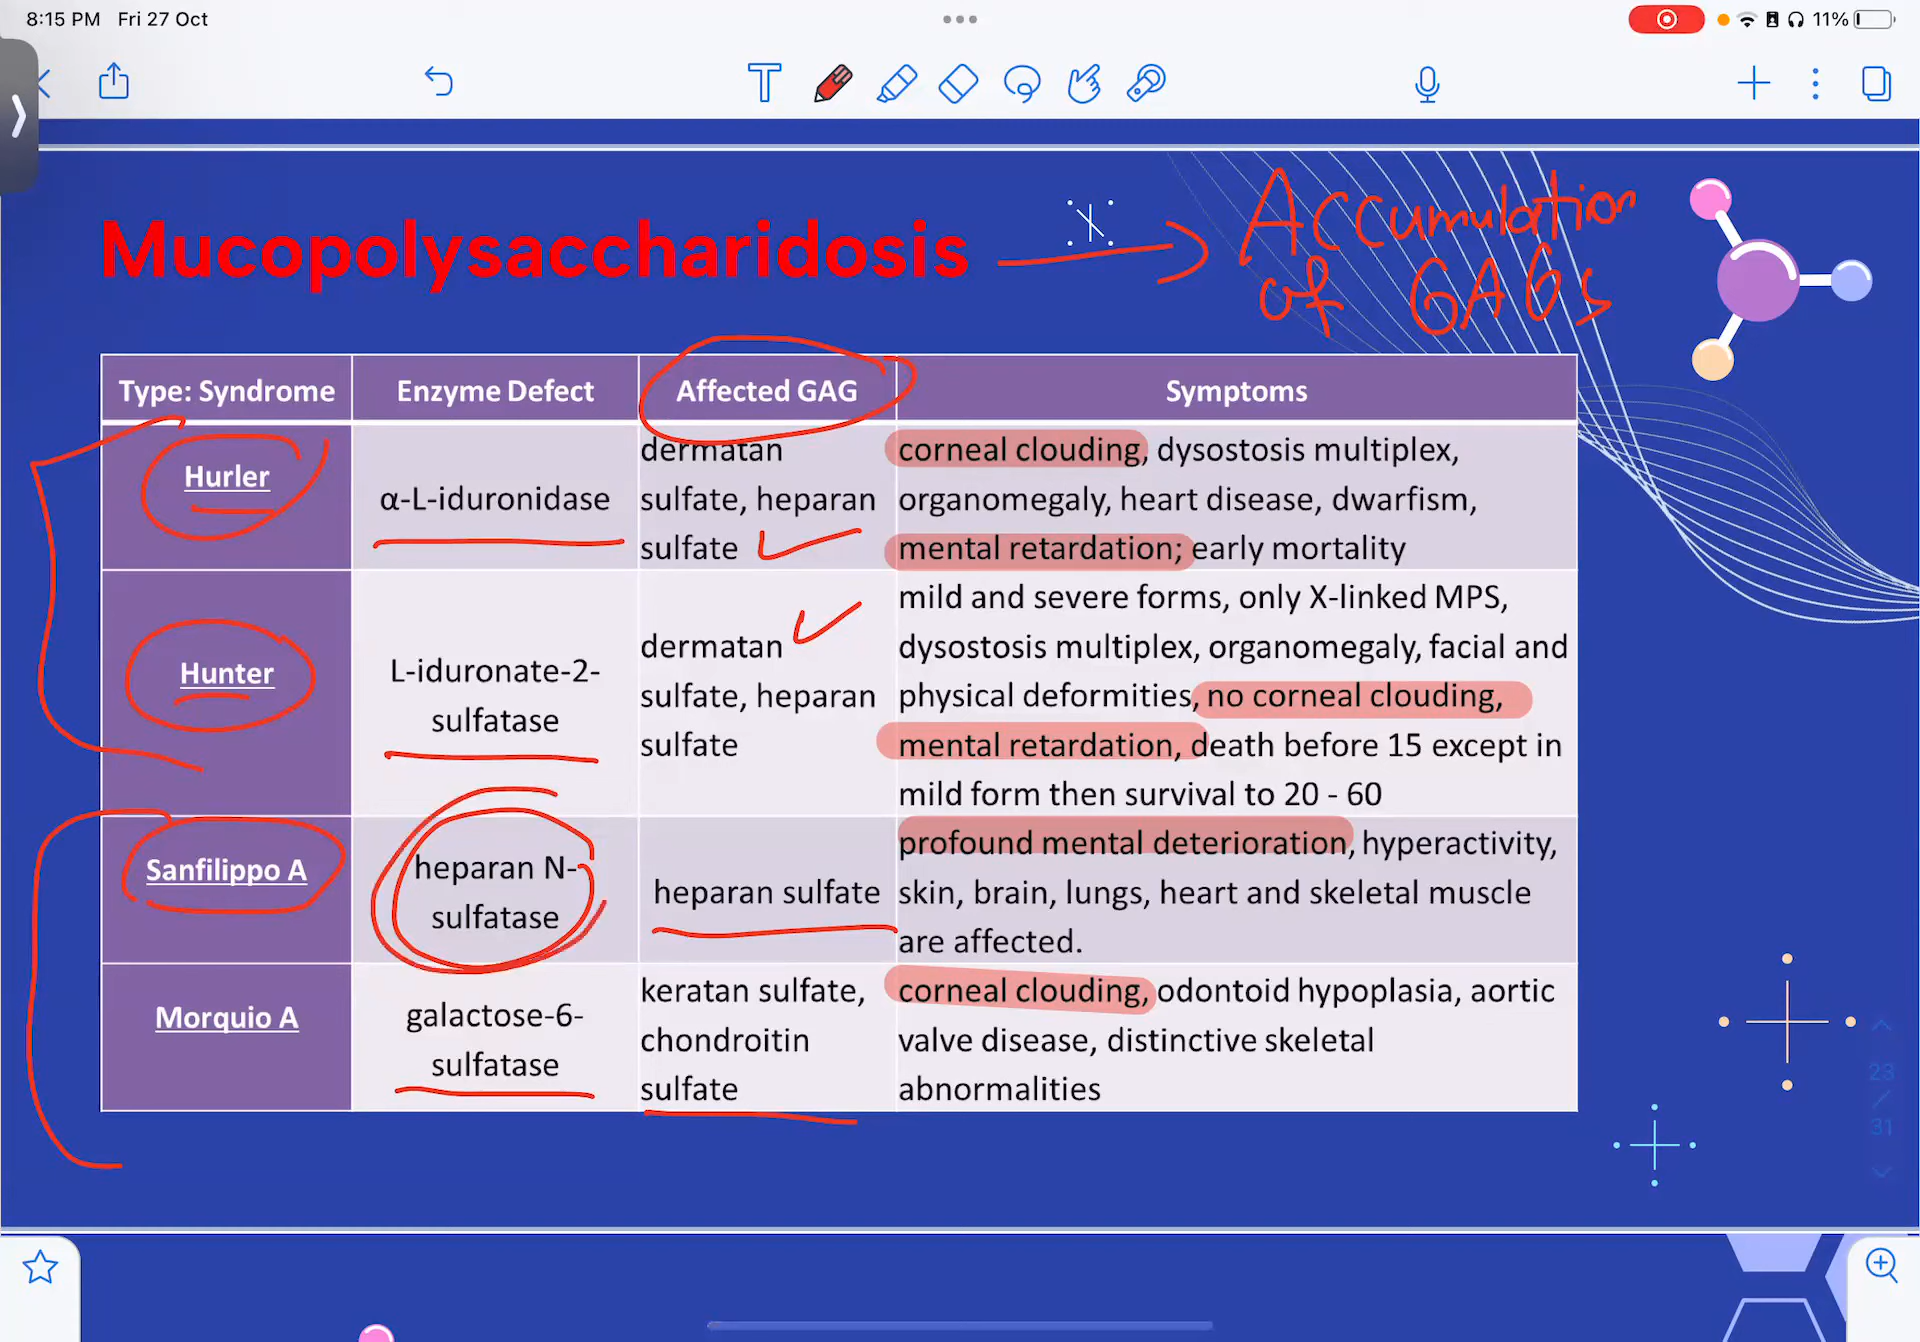 8:15 PM Fri 27 Oct
11%
Mucopolysaccharidosis
Accumulation
of GAGs
Type: Syndrome
Enzyme Defect
Affected GAG
Symptoms
Hurler
α-L-iduronidase
dermatan
sulfate, heparan
sulfate
corneal clouding, dysostosis multiplex,
organomegaly, heart disease, dwarfism,
mental retardation; early mortality
Hunter
L-iduronate-2-
sulfatase
dermatan
sulfate, heparan
sulfate
mild and severe forms, only X-linked MPS,
dysostosis multiplex, organomegaly, facial and
physical deformities, no corneal clouding,
mental retardation, death before 15 except in
mild form then survival to 20 - 60
Sanfilippo A
heparan N-
sulfatase
heparan sulfate
profound mental deterioration, hyperactivity,
skin, brain, lungs, heart and skeletal muscle
are affected.
Morquio A
galactose-6-
sulfatase
keratan sulfate,
chondroitin
sulfate
corneal clouding, odontoid hypoplasia, aortic
valve disease, distinctive skeletal
abnormalities
23
/
31